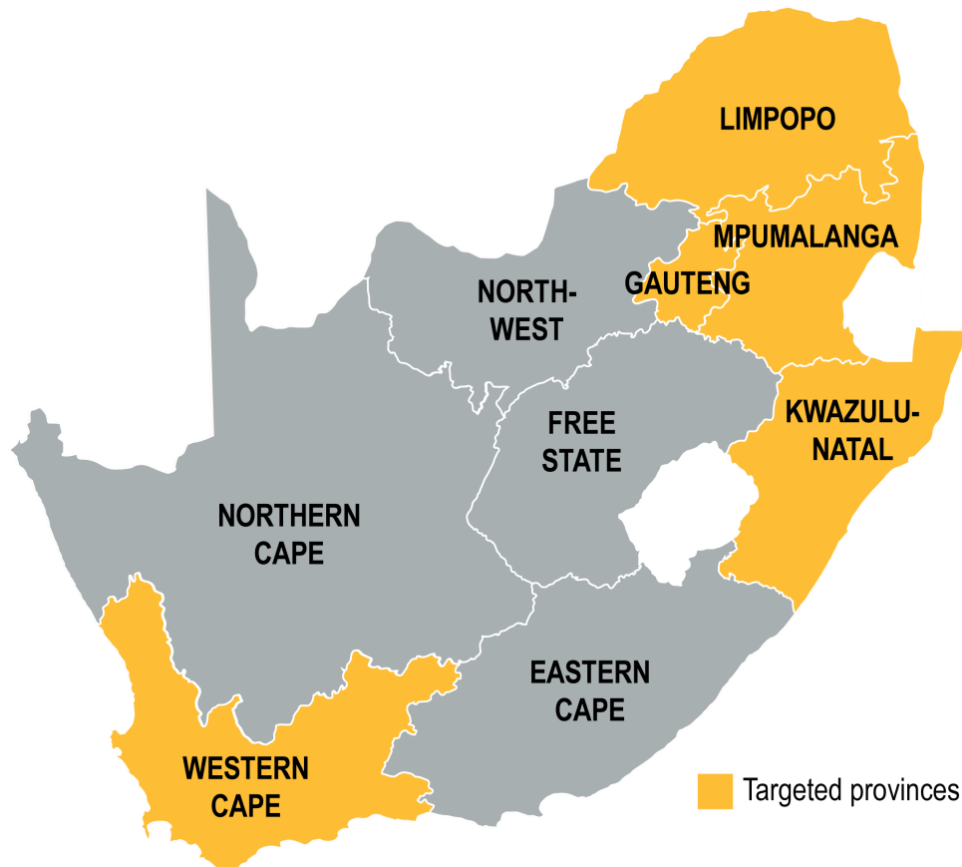 LIMPOPO
MPUMALANGA
GAUTENG
NORTH-
WEST
KWAZULU-
NATAL
FREE
STATE
NORTHERN
CAPE
EASTERN
CAPE
WESTERN
CAPE
Targeted provinces